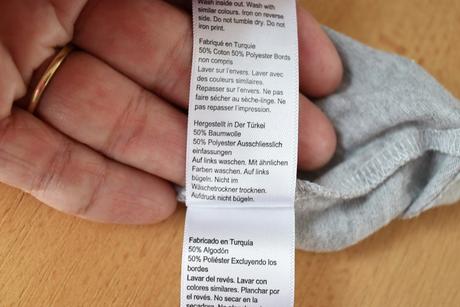 Wash inside out. Wash with
similar colours. Iron on reverse
side. Do not tumble dry. Do not
iron print.
Fabriqué en Turquie
50% Coton 50% Polyester Bords
non compris
Laver sur l'envers. Laver avec
des couleurs similaires.
Repasser sur l'envers. Ne pas
faire sécher au sèche-linge. Ne
pas repasser l'impression.
Hergestellt in Der Türkei
50% Baumwolle
50% Polyester Ausschliesslich
einfassungen
Auf links waschen. Mit ähnlichen
Farben waschen. Auf links
bügeln. Nicht im
Wäschetrockner trocknen.
Aufdruck nicht bügeln.
Fabricado en Turquía
50% Algodón
50% Poliéster Excluyendo los
bordes
Lavar del revés. Lavar con
colores similares. Planchar por
el revés. No secar en la